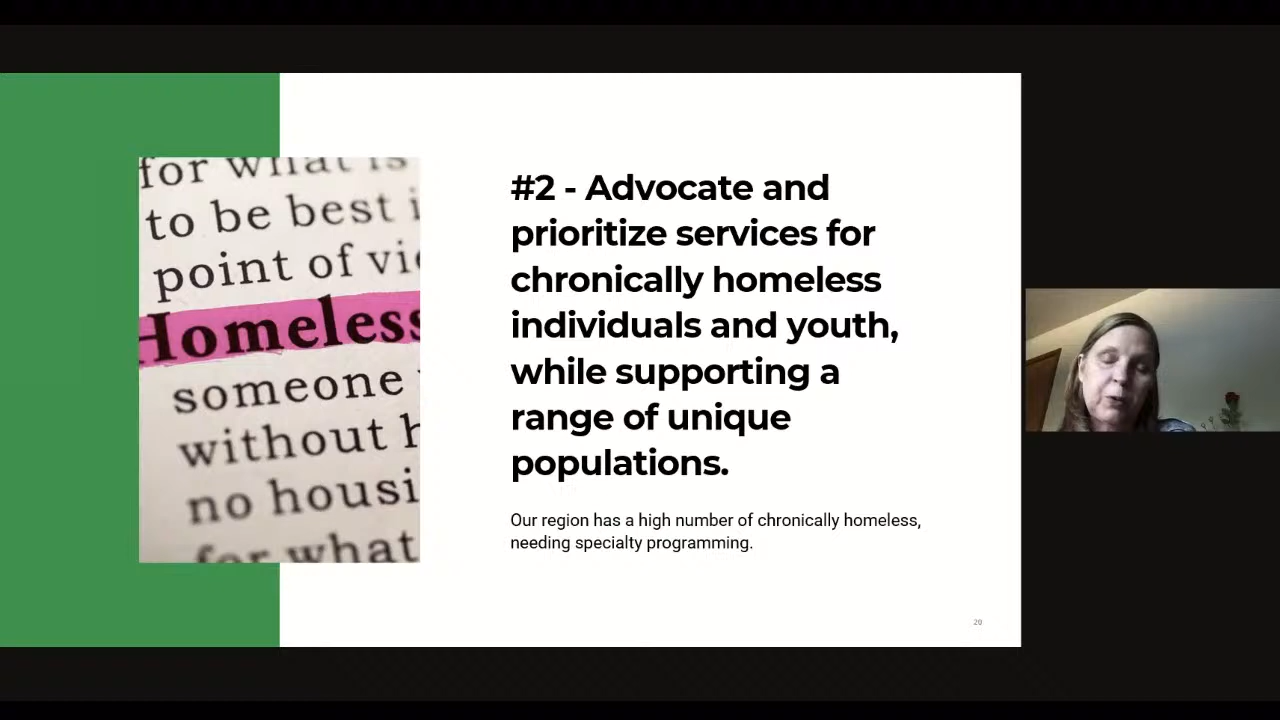 for what is
to be best
point of
Homeless
someone
without
no
for what
#2 - Advocate and
prioritize services for
chronically homeless
individuals and youth,
while supporting a
range of unique
populations.
Our region has a high number of chronically homeless,
needing specialty programming.
20